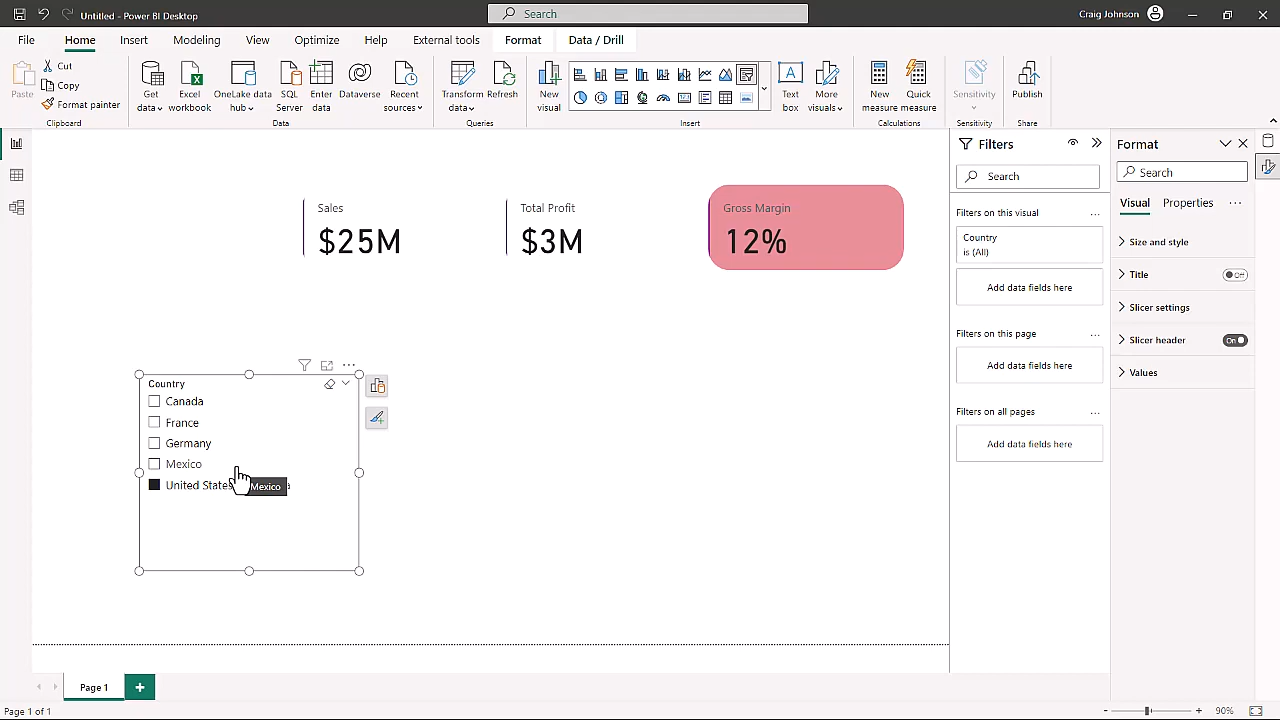 Untitled - Power BI Desktop
Search
Craig Johnson
File
Home
Insert
Modeling
View
Optimize
Help
External tools
Format
Data / Drill
Paste
Cut
Copy
Format painter
Clipboard
Get data
Excel workbook
OneLake data hub
SQL Server
Enter data
Dataverse
Recent sources
Data
Transform data
Refresh
Queries
New visual
Insert
Text box
More visuals
New measure
Quick measure
Calculations
Sensitivity
Sensitivity
Publish
Share
Sales
$25M
Total Profit
$3M
Gross Margin
12%
Country
Canada
France
Germany
Mexico
United States
Mexico
Filters
Search
Filters on this visual
Country
is (All)
Add data fields here
Filters on this page
Add data fields here
Filters on all pages
Add data fields here
Format
Search
Visual
Properties
Size and style
Title
Off
Slicer settings
Slicer header
On
Values
Page 1
Page 1 of 1
90%